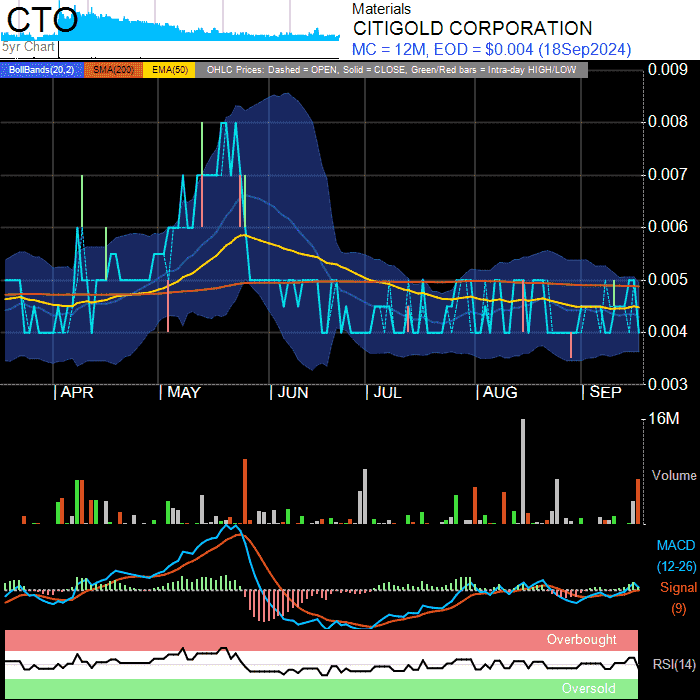 CTO
5yr Chart
Materials
CITIGOLD CORPORATION
MC = 12M, EOD = $0.004 (18Sep2024)
BollBands(20,2) SMA(200) EMA(50) OHLC Prices: Dashed = OPEN, Solid = CLOSE, Green/Red bars = Intra-day HIGH/LOW
0.009
0.008
0.007
0.006
0.005
0.004
0.003
APR MAY JUN JUL AUG SEP
16M
Volume
MACD
(12-26)
Signal
(9)
Overbought
RSI(14)
Oversold